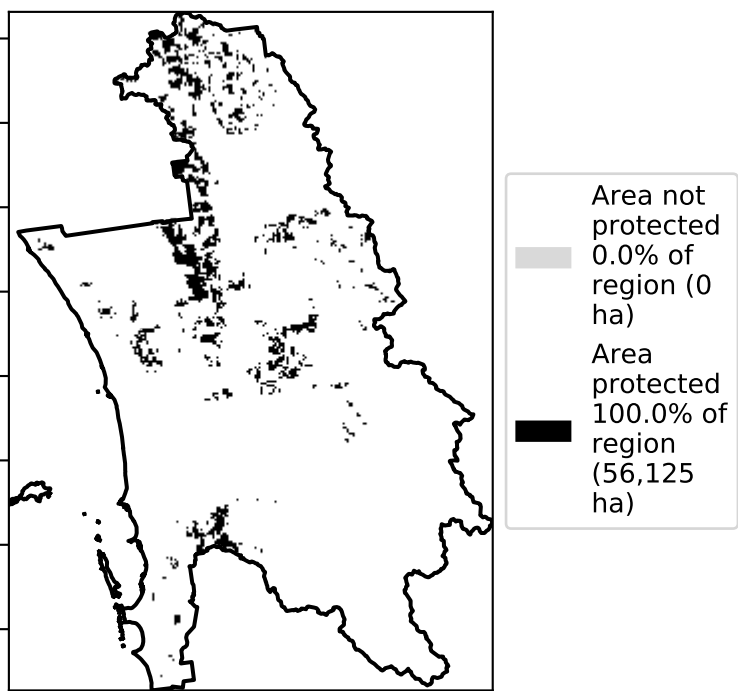 Area not
protected
0.0% of
region (0
ha)
Area
protected
100.0% of
region
(56,125
ha)